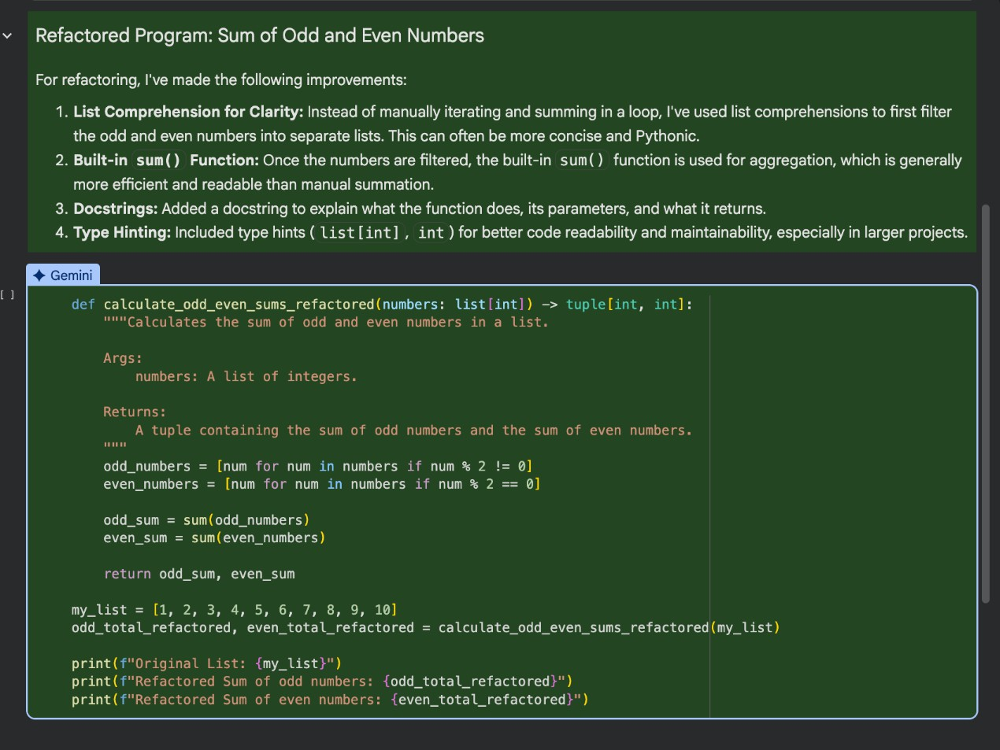 Refactored Program: Sum of Odd and Even Numbers
For refactoring, I've made the following improvements:
1. List Comprehension for Clarity: Instead of manually iterating and summing in a loop, I've used list comprehensions to first filter
the odd and even numbers into separate lists. This can often be more concise and Pythonic.
2. Built-in sum() Function: Once the numbers are filtered, the built-in sum() function is used for aggregation, which is generally
more efficient and readable than manual summation.
3. Docstrings: Added a docstring to explain what the function does, its parameters, and what it returns.
4. Type Hinting: Included type hints ( list[int] , int ) for better code readability and maintainability, especially in larger projects.
Gemini
[ ]
def calculate_odd_even_sums_refactored(numbers: list[int]) -> tuple[int, int]:
    """Calculates the sum of odd and even numbers in a list.

    Args:
        numbers: A list of integers.

    Returns:
        A tuple containing the sum of odd numbers and the sum of even numbers.
    """
    odd_numbers = [num for num in numbers if num % 2 != 0]
    even_numbers = [num for num in numbers if num % 2 == 0]

    odd_sum = sum(odd_numbers)
    even_sum = sum(even_numbers)

    return odd_sum, even_sum

my_list = [1, 2, 3, 4, 5, 6, 7, 8, 9, 10]
odd_total_refactored, even_total_refactored = calculate_odd_even_sums_refactored(my_list)

print(f"Original List: {my_list}")
print(f"Refactored Sum of odd numbers: {odd_total_refactored}")
print(f"Refactored Sum of even numbers: {even_total_refactored}")